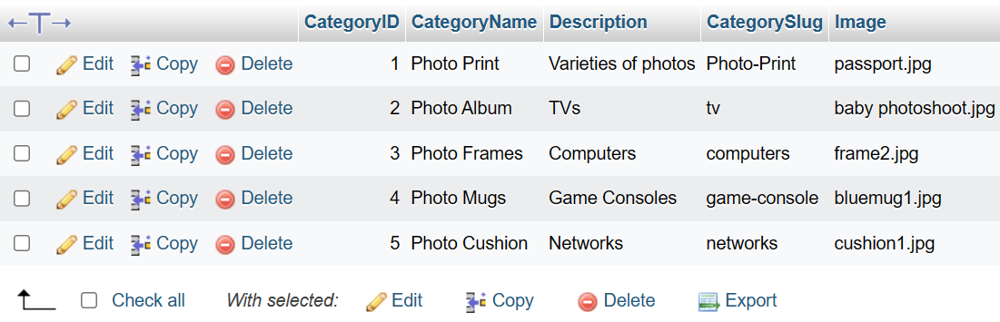 CategoryID CategoryName Description CategorySlug Image
Edit Copy Delete 1 Photo Print Varieties of photos Photo-Print passport.jpg
Edit Copy Delete 2 Photo Album TVs tv baby photoshoot.jpg
Edit Copy Delete 3 Photo Frames Computers computers frame2.jpg
Edit Copy Delete 4 Photo Mugs Game Consoles game-console bluemug1.jpg
Edit Copy Delete 5 Photo Cushion Networks networks cushion1.jpg
Check all With selected: Edit Copy Delete Export